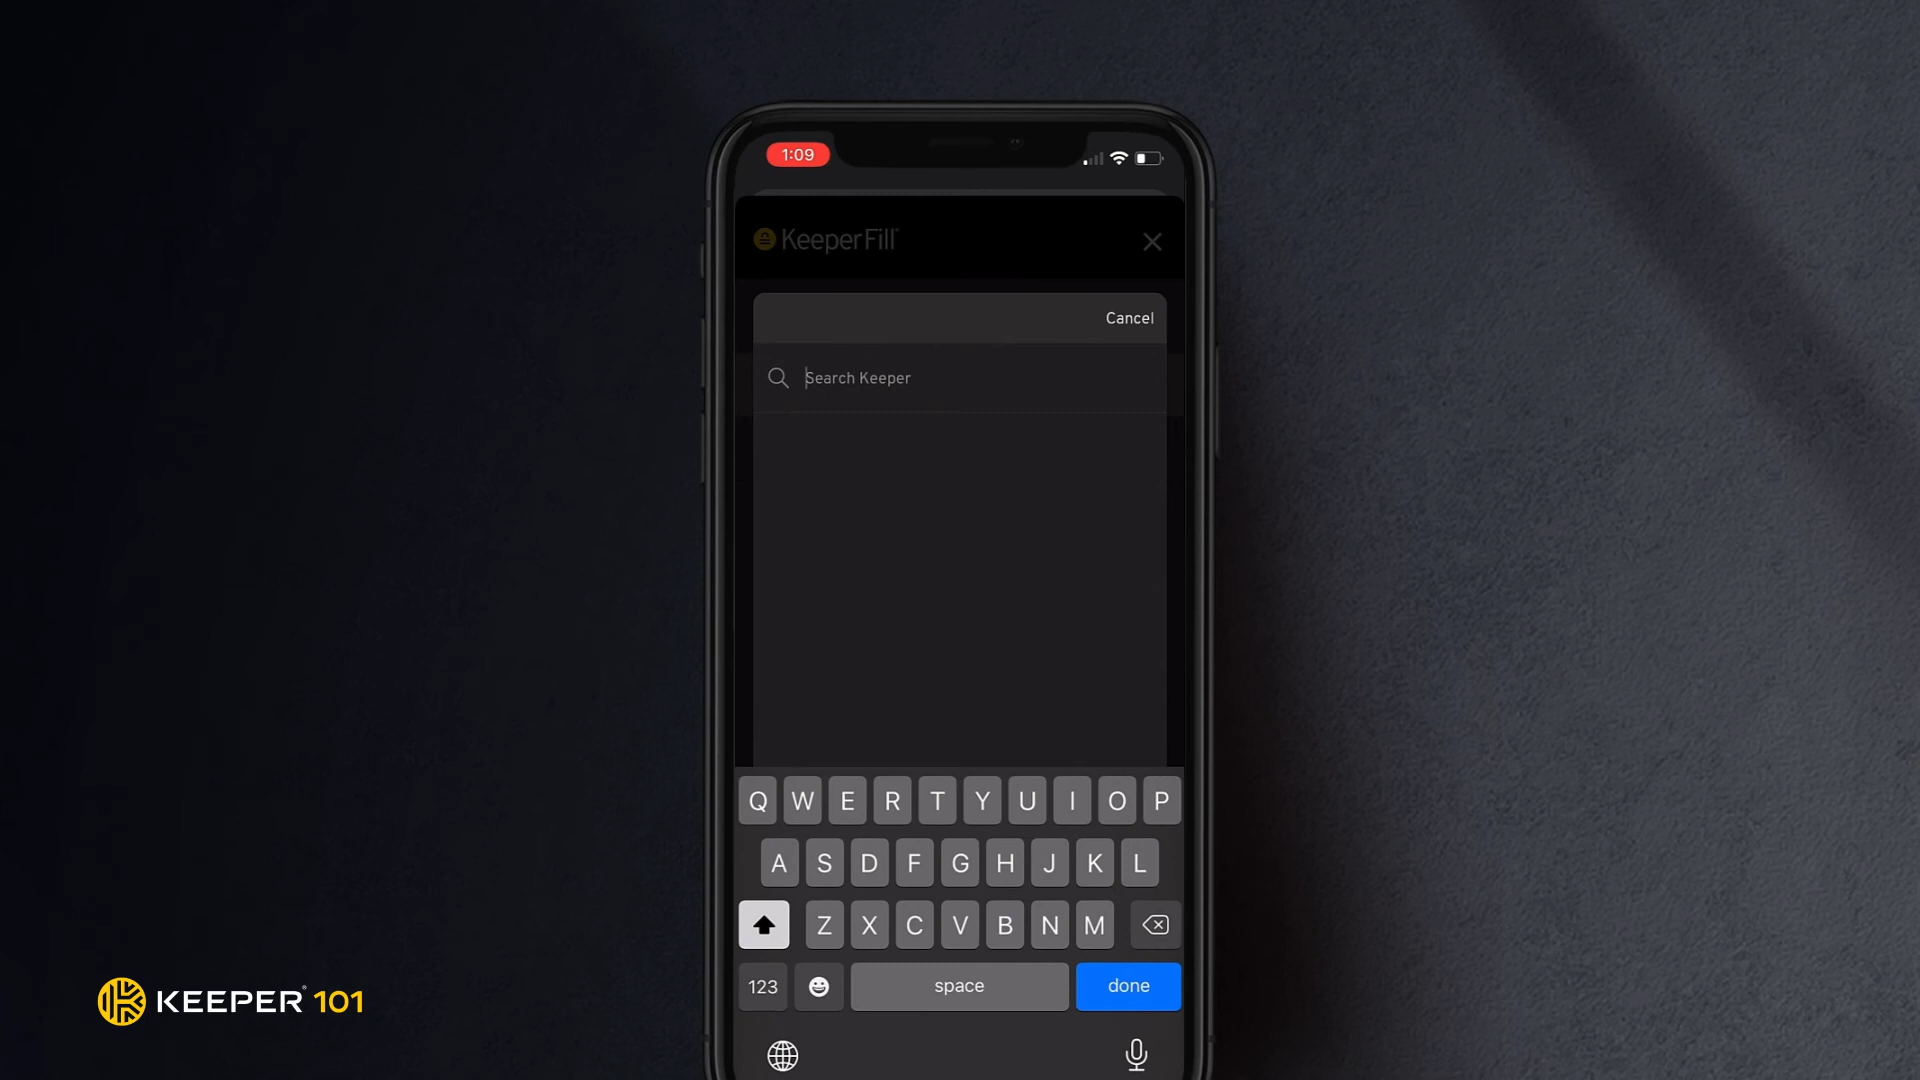 1:09
KeeperFill
Cancel
Search Keeper
Q W E R T Y U I O P
A S D F G H J K L
Z X C V B N M
123 space done
KEEPER® 101